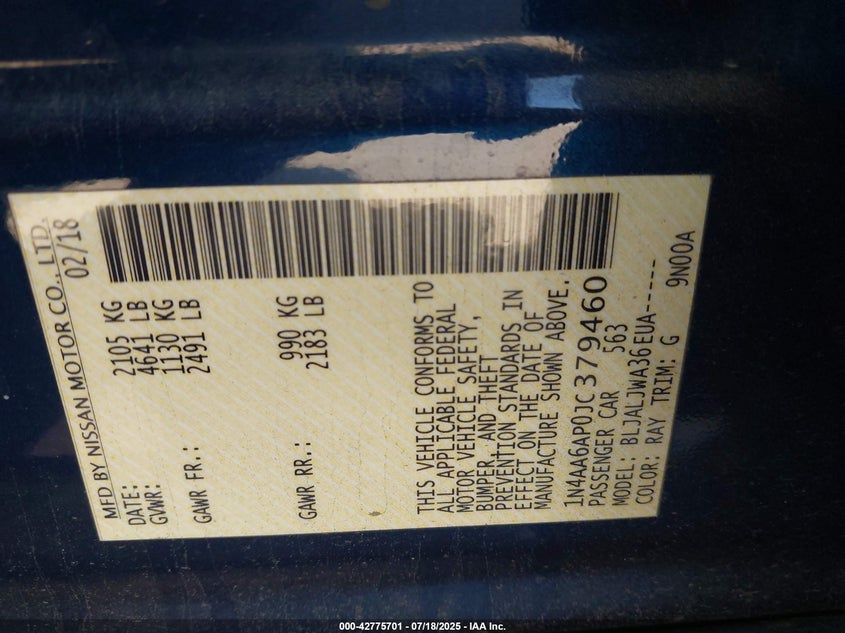 MFD BY NISSAN MOTOR CO., LTD.
DATE: 02/18
GVWR: 2105 KG
4641 LB
GAWR FR.: 1130 KG
2491 LB
GAWR RR.: 990 KG
2183 LB
THIS VEHICLE CONFORMS TO
ALL APPLICABLE FEDERAL
MOTOR VEHICLE SAFETY,
BUMPER, AND THEFT
PREVENTION STANDARDS IN
EFFECT ON THE DATE OF
MANUFACTURE SHOWN ABOVE.
1N4AA6AP0JC379460
PASSENGER CAR 563
MODEL: BLJALJWA36EUA-----
COLOR: RAY TRIM: G 9N00A
000-42775701 - 07/18/2025 - IAA Inc.